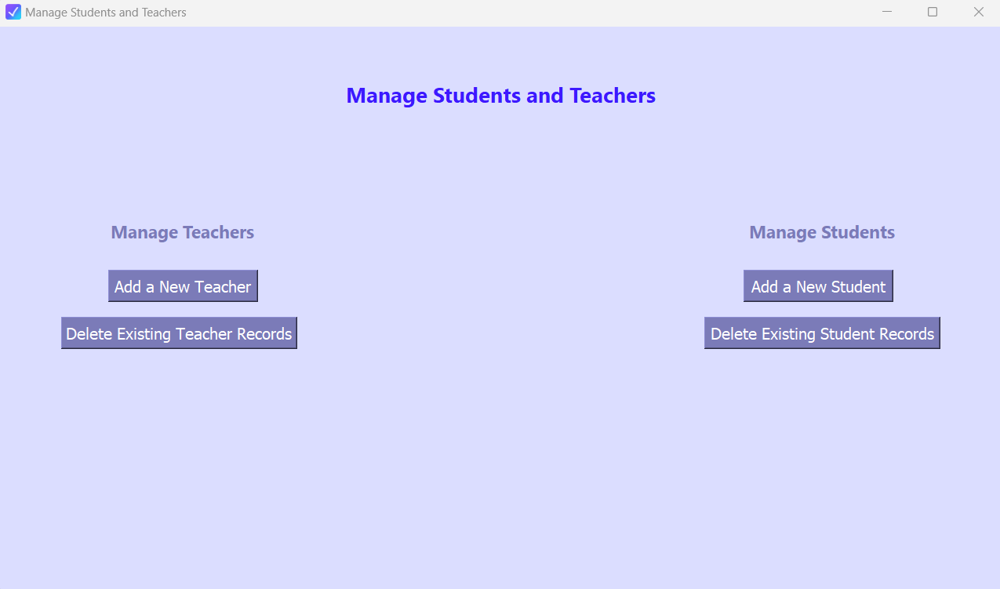 Manage Students and Teachers
Manage Students and Teachers
Manage Teachers
Add a New Teacher
Delete Existing Teacher Records
Manage Students
Add a New Student
Delete Existing Student Records